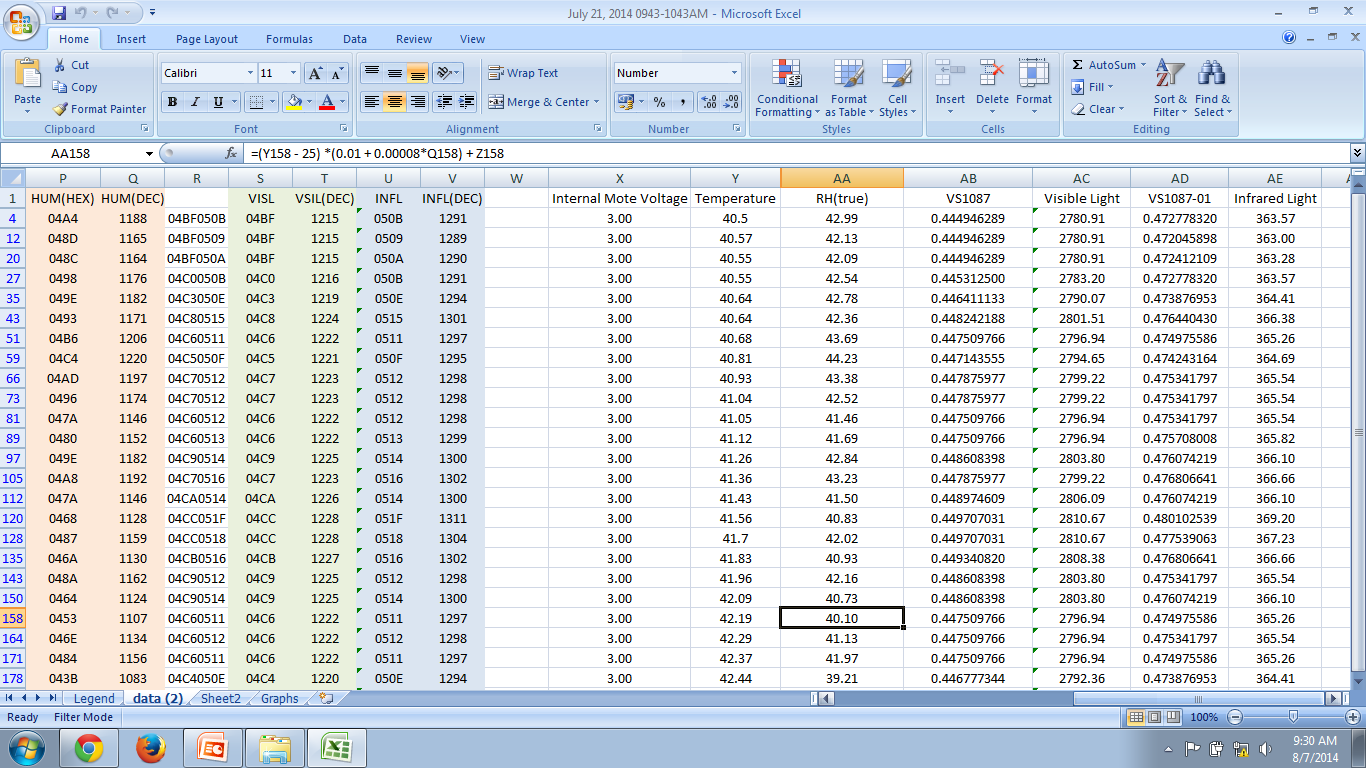 July 21, 2014 0943-1043AM - Microsoft Excel
Home Insert Page Layout Formulas Data Review View
Paste Cut Copy Format Painter Clipboard
Calibri 11 A A B I U A Font
Wrap Text Merge & Center Alignment
Number % , .00 Number
Conditional Formatting Format as Table Cell Styles Styles
Insert Delete Format Cells
Σ AutoSum Fill Clear Sort & Filter Find & Select Editing
AA158 fx =(Y158 - 25) *(0.01 + 0.00008*Q158) + Z158
P Q R S T U V W X Y AA AB AC AD AE
1 HUM(HEX) HUM(DEC) VISL VSIL(DEC) INFL INFL(DEC) Internal Mote Voltage Temperature RH(true) VS1087 Visible Light VS1087-01 Infrared Light
4 04A4 1188 04BF050B 04BF 1215 050B 1291 3.00 40.5 42.99 0.444946289 2780.91 0.472778320 363.57
12 048D 1165 04BF0509 04BF 1215 0509 1289 3.00 40.57 42.13 0.444946289 2780.91 0.472045898 363.00
20 048C 1164 04BF050A 04BF 1215 050A 1290 3.00 40.55 42.09 0.444946289 2780.91 0.472412109 363.28
27 0498 1176 04C0050B 04C0 1216 050B 1291 3.00 40.55 42.54 0.445312500 2783.20 0.472778320 363.57
35 049E 1182 04C3050E 04C3 1219 050E 1294 3.00 40.64 42.78 0.446411133 2790.07 0.473876953 364.41
43 0493 1171 04C80515 04C8 1224 0515 1301 3.00 40.64 42.36 0.448242188 2801.51 0.476440430 366.38
51 04B6 1206 04C60511 04C6 1222 0511 1297 3.00 40.68 43.69 0.447509766 2796.94 0.474975586 365.26
59 04C4 1220 04C5050F 04C5 1221 050F 1295 3.00 40.81 44.23 0.447143555 2794.65 0.474243164 364.69
66 04AD 1197 04C70512 04C7 1223 0512 1298 3.00 40.93 43.38 0.447875977 2799.22 0.475341797 365.54
73 0496 1174 04C70512 04C7 1223 0512 1298 3.00 41.04 42.52 0.447875977 2799.22 0.475341797 365.54
81 047A 1146 04C60512 04C6 1222 0512 1298 3.00 41.05 41.46 0.447509766 2796.94 0.475341797 365.54
89 0480 1152 04C60513 04C6 1222 0513 1299 3.00 41.12 41.69 0.447509766 2796.94 0.475708008 365.82
97 049E 1182 04C90514 04C9 1225 0514 1300 3.00 41.26 42.84 0.448608398 2803.80 0.476074219 366.10
105 04A8 1192 04C70516 04C7 1223 0516 1302 3.00 41.36 43.23 0.447875977 2799.22 0.476806641 366.66
112 047A 1146 04CA0514 04CA 1226 0514 1300 3.00 41.43 41.50 0.448974609 2806.09 0.476074219 366.10
120 0468 1128 04CC051F 04CC 1228 051F 1311 3.00 41.56 40.83 0.449707031 2810.67 0.480102539 369.20
128 0487 1159 04CC0518 04CC 1228 0518 1304 3.00 41.7 42.02 0.449707031 2810.67 0.477539063 367.23
135 046A 1130 04CB0516 04CB 1227 0516 1302 3.00 41.83 40.93 0.449340820 2808.38 0.476806641 366.66
143 048A 1162 04C90512 04C9 1225 0512 1298 3.00 41.96 42.16 0.448608398 2803.80 0.475341797 365.54
150 0464 1124 04C90514 04C9 1225 0514 1300 3.00 42.09 40.73 0.448608398 2803.80 0.476074219 366.10
158 0453 1107 04C60511 04C6 1222 0511 1297 3.00 42.19 40.10 0.447509766 2796.94 0.474975586 365.26
164 046E 1134 04C60512 04C6 1222 0512 1298 3.00 42.29 41.13 0.447509766 2796.94 0.475341797 365.54
171 0484 1156 04C60511 04C6 1222 0511 1297 3.00 42.37 41.97 0.447509766 2796.94 0.474975586 365.26
178 043B 1083 04C4050E 04C4 1220 050E 1294 3.00 42.44 39.21 0.446777344 2792.36 0.473876953 364.41
Legend data (2) Sheet2 Graphs
Ready Filter Mode 100%
9:30 AM
8/7/2014